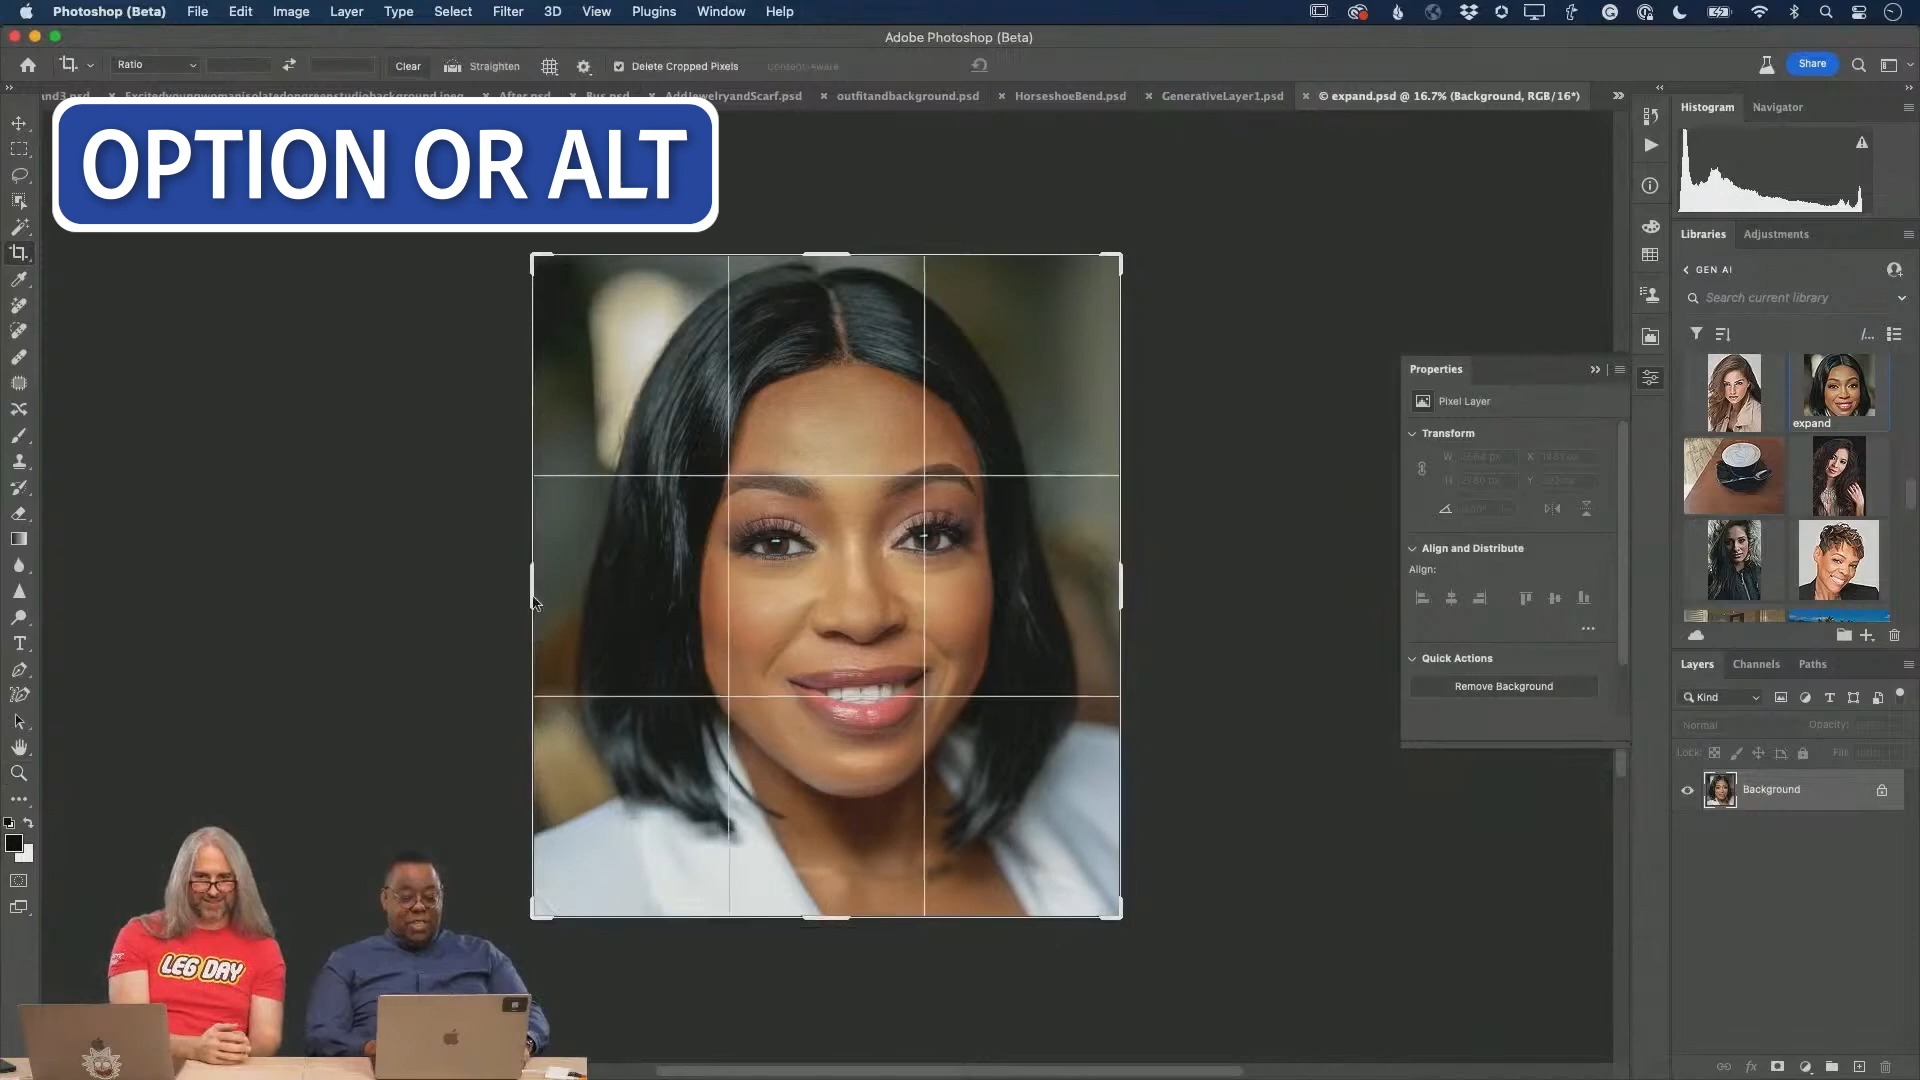 Photoshop (Beta) File Edit Image Layer Type Select Filter 3D View Plugins Window Help
Adobe Photoshop (Beta)
Ratio Clear Straighten Delete Cropped Pixels Content-Aware Share
and3.psd × Excitedyoungwomanisolatedongreenstudiobackground.jpeg × After.psd × Bus.psd × AddJewelryandScarf.psd × outfitandbackground.psd × HorseshoeBend.psd × GenerativeLayer1.psd × © expand.psd @ 16.7% (Background, RGB/16*)
OPTION OR ALT
Histogram Navigator
Libraries Adjustments
GEN AI
Search current library
expand
Properties
Pixel Layer
Transform
W X
H Y
Align and Distribute
Align:
Quick Actions
Remove Background
Layers Channels Paths
Kind
Normal Opacity:
Lock: Fill:
Background
LEG DAY